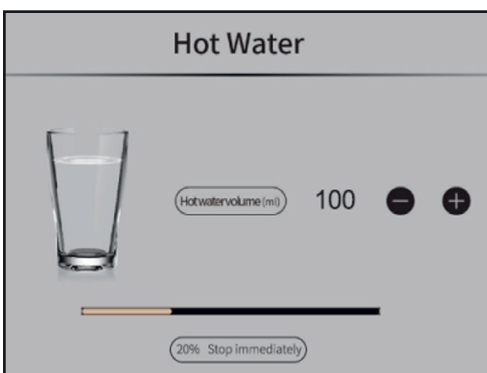 Hot Water
Hotwatervolume(ml) 100 − +
20% Stop immediately